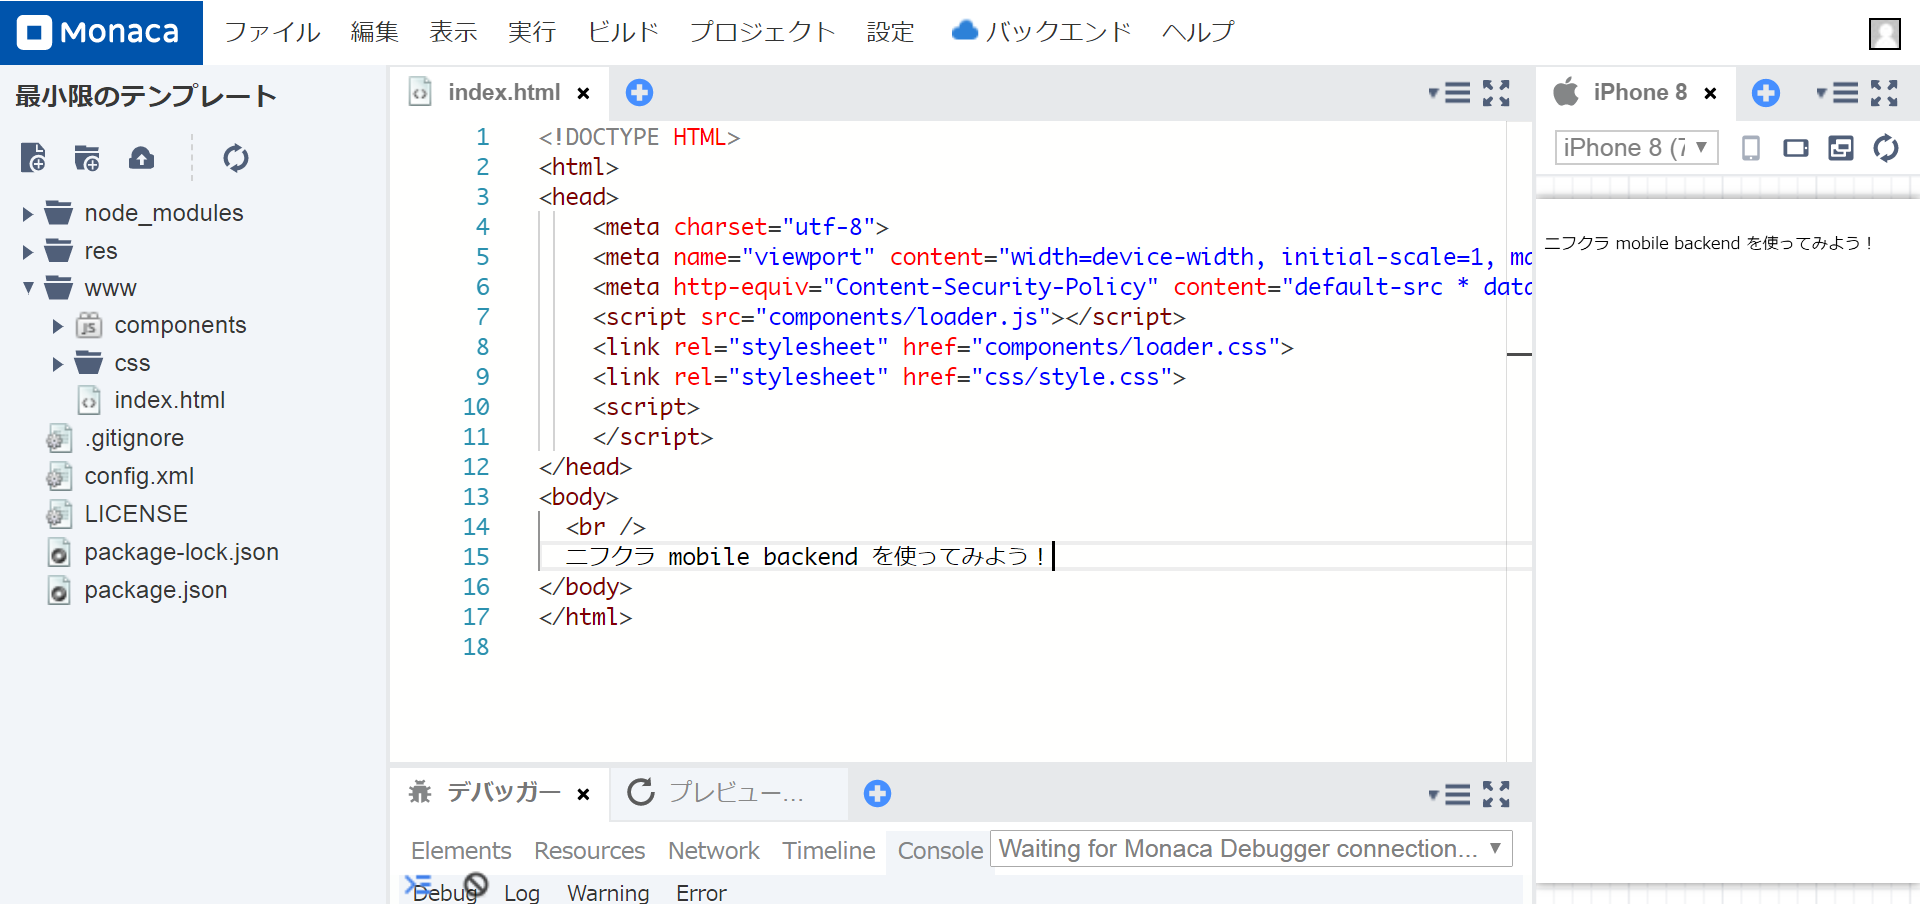 Monaca ファイル 編集 表示 実行 ビルド プロジェクト 設定 バックエンド ヘルプ
最小限のテンプレート
node_modules
res
www
components
css
index.html
.gitignore
config.xml
LICENSE
package-lock.json
package.json
index.html
1 <!DOCTYPE HTML>
2 <html>
3 <head>
4 <meta charset="utf-8">
5 <meta name="viewport" content="width=device-width, initial-scale=1, ma
6 <meta http-equiv="Content-Security-Policy" content="default-src * data
7 <script src="components/loader.js"></script>
8 <link rel="stylesheet" href="components/loader.css">
9 <link rel="stylesheet" href="css/style.css">
10 <script>
11 </script>
12 </head>
13 <body>
14 <br />
15 ニフクラ mobile backend を使ってみよう！
16 </body>
17 </html>
18
デバッガー プレビュー...
Elements Resources Network Timeline Console Waiting for Monaca Debugger connection...
Debug Log Warning Error
iPhone 8
iPhone 8 (7
ニフクラ mobile backend を使ってみよう！